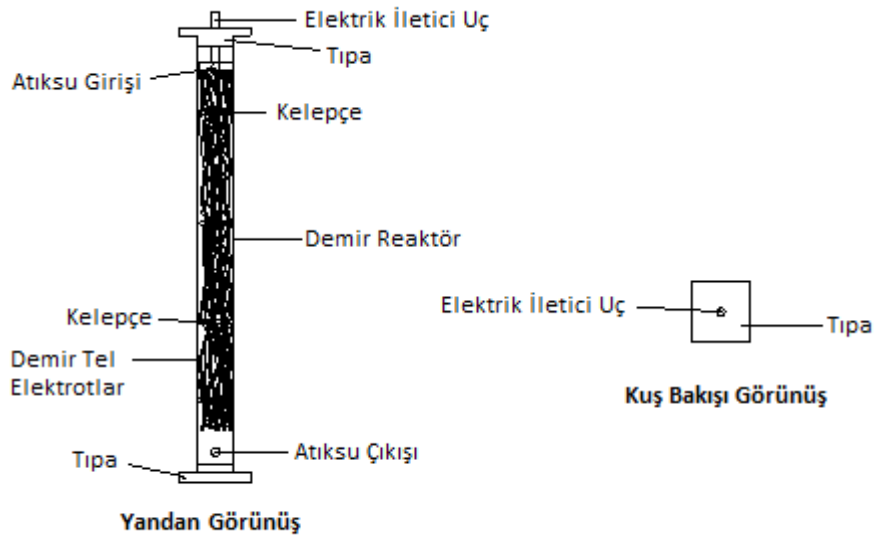 Elektrik İletici Uç
Tıpa
Atıksu Girişi
Kelepçe
Demir Reaktör
Kelepçe
Demir Tel
Elektrotlar
Atıksu Çıkışı
Tıpa
Yandan Görünüş
Elektrik İletici Uç
Tıpa
Kuş Bakışı Görünüş